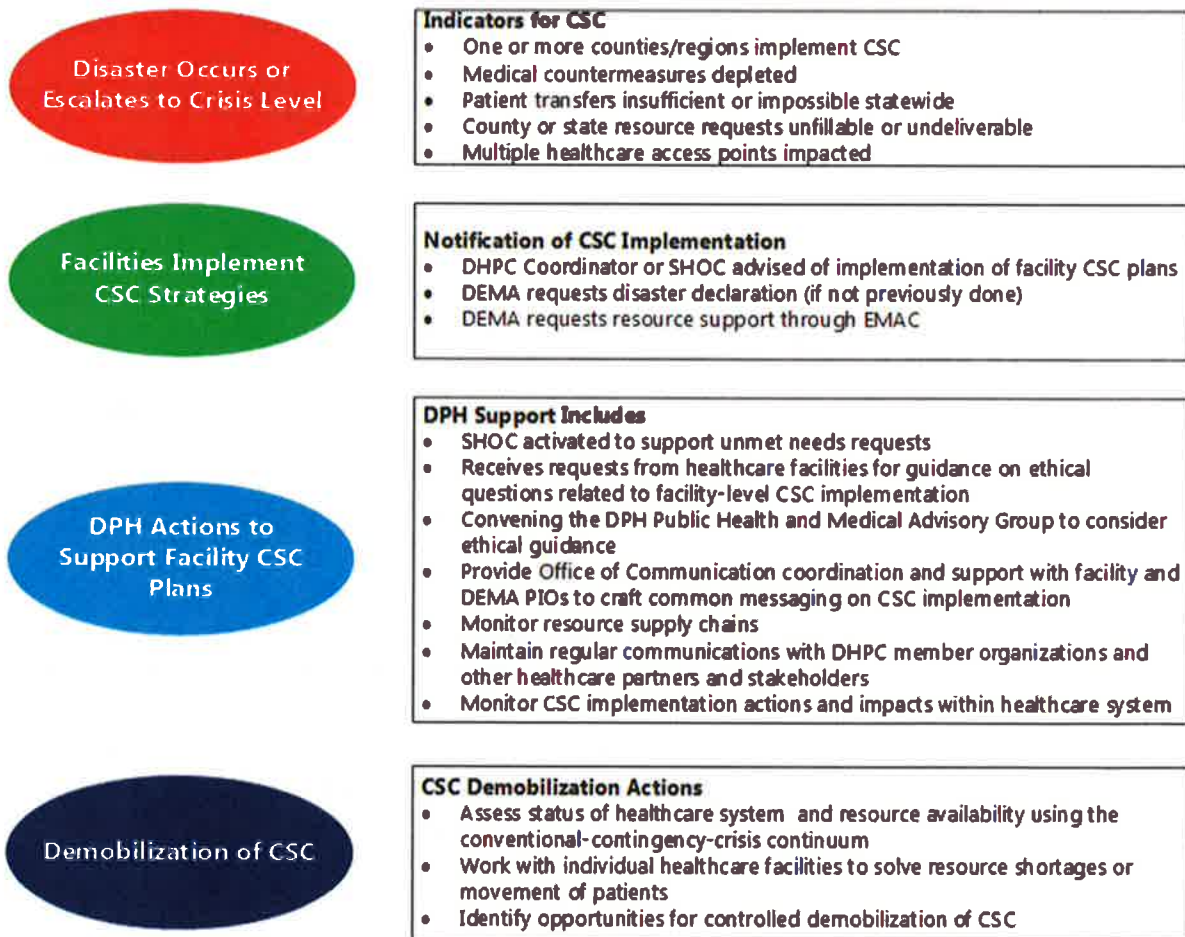 Disaster Occurs or
Escalates to Crisis Level
Indicators for CSC
• One or more counties/regions implement CSC
• Medical countermeasures depleted
• Patient transfers insufficient or impossible statewide
• County or state resource requests unfillable or undeliverable
• Multiple healthcare access points impacted
Facilities Implement
CSC Strategies
Notification of CSC Implementation
• DHPC Coordinator or SHOC advised of implementation of facility CSC plans
• DEMA requests disaster declaration (if not previously done)
• DEMA requests resource support through EMAC
DPH Actions to
Support Facility CSC
Plans
DPH Support Includes
• SHOC activated to support unmet needs requests
• Receives requests from healthcare facilities for guidance on ethical
questions related to facility-level CSC implementation
• Convening the DPH Public Health and Medical Advisory Group to consider
ethical guidance
• Provide Office of Communication coordination and support with facility and
DEMA PIOs to craft common messaging on CSC implementation
• Monitor resource supply chains
• Maintain regular communications with DHPC member organizations and
other healthcare partners and stakeholders
• Monitor CSC implementation actions and impacts within healthcare system
Demobilization of CSC
CSC Demobilization Actions
• Assess status of healthcare system and resource availability using the
conventional-contingency-crisis continuum
• Work with individual healthcare facilities to solve resource shortages or
movement of patients
• Identify opportunities for controlled demobilization of CSC